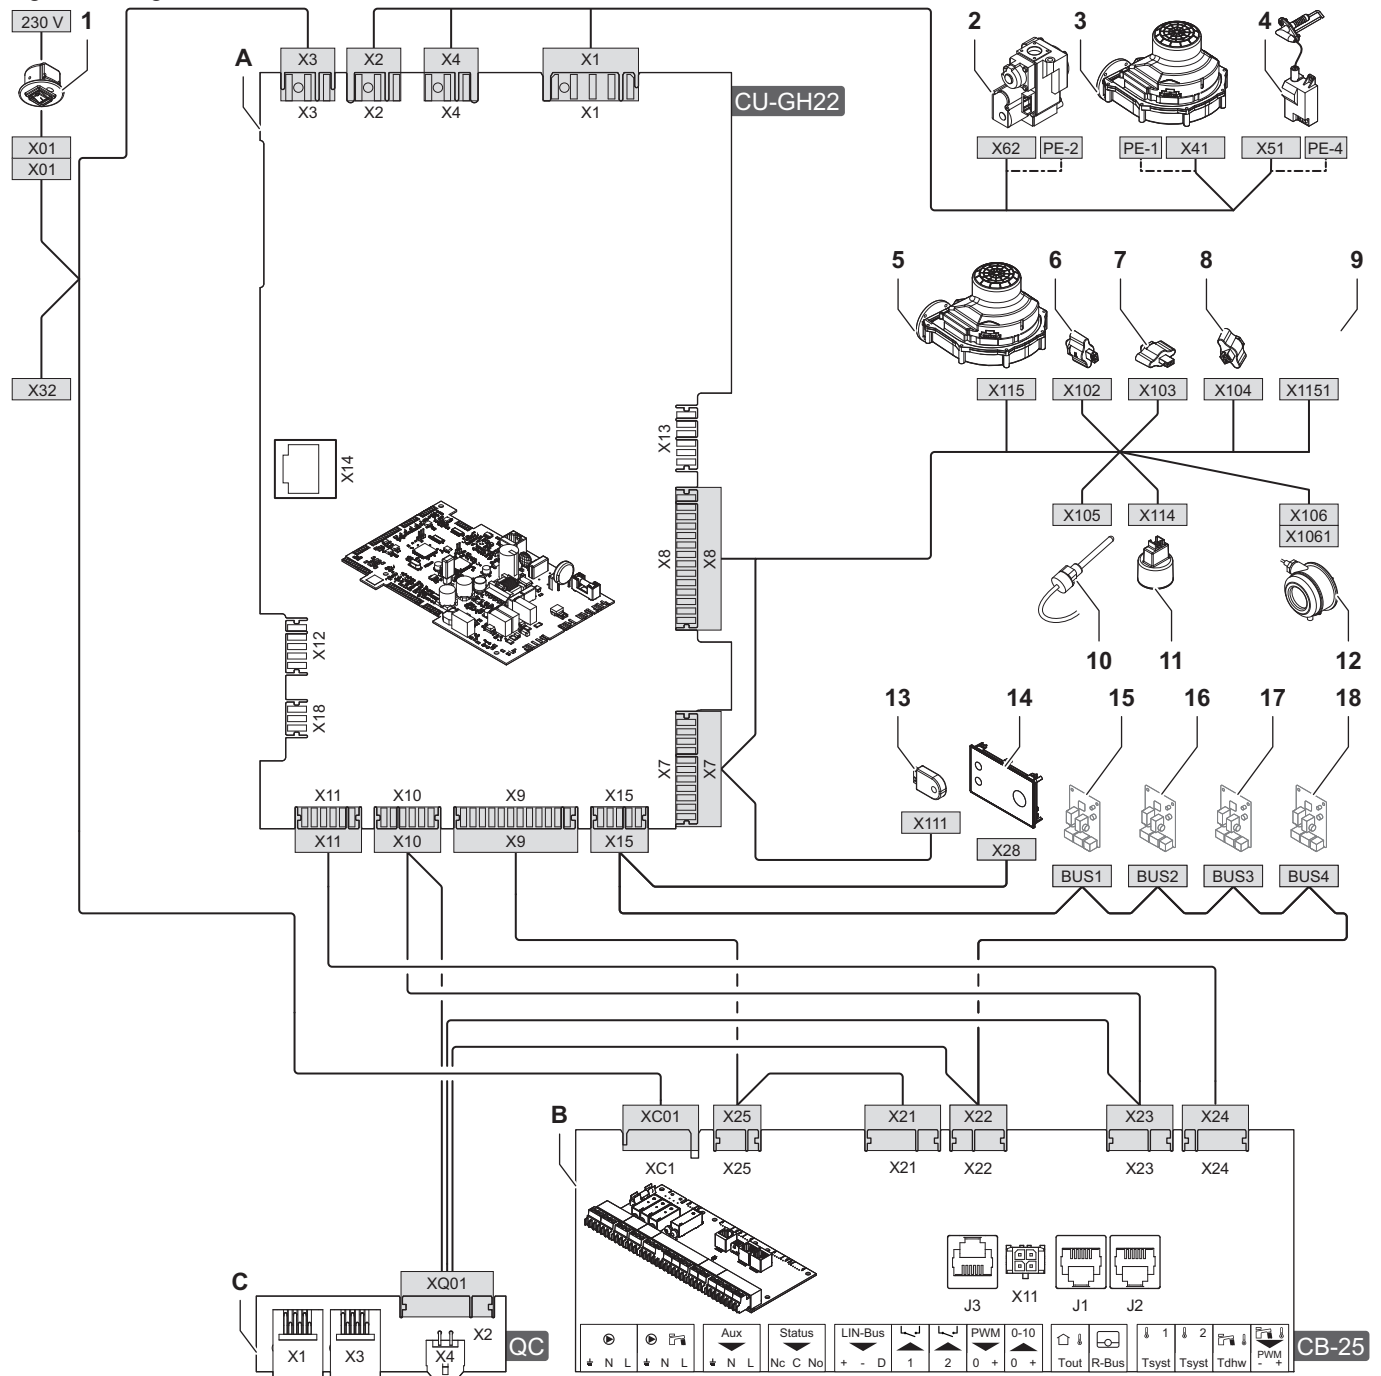 230 V 1 2 3 4
A X3 X2 X4 X1
X3 X2 X4 X1
CU-GH22
X01
X01
X62 PE-2 PE-1 X41 X51 PE-4
5 6 7 8 9
X32
X115 X102 X103 X104 X1151
X13
X14
X105 X114 X106
X1061
X8 X8
10 11 12
X12
X18
13 14 15 16 17 18
X7 X7
X11 X10 X9 X15
X11 X10 X9 X15
X111
X28
BUS1 BUS2 BUS3 BUS4
B XC01 X25 X21 X22 X23 X24
XC1 X25 X21 X22 X23 X24
C XQ01
X2
X1 X3 X4
QC
J3 X11 J1 J2
Aux Status LIN-Bus PWM 0-10 1 2
N L N L N L Nc C No + - D 1 2 0 + 0 + Tout R-Bus Tsyst Tsyst Tdhw PWM - +
CB-25